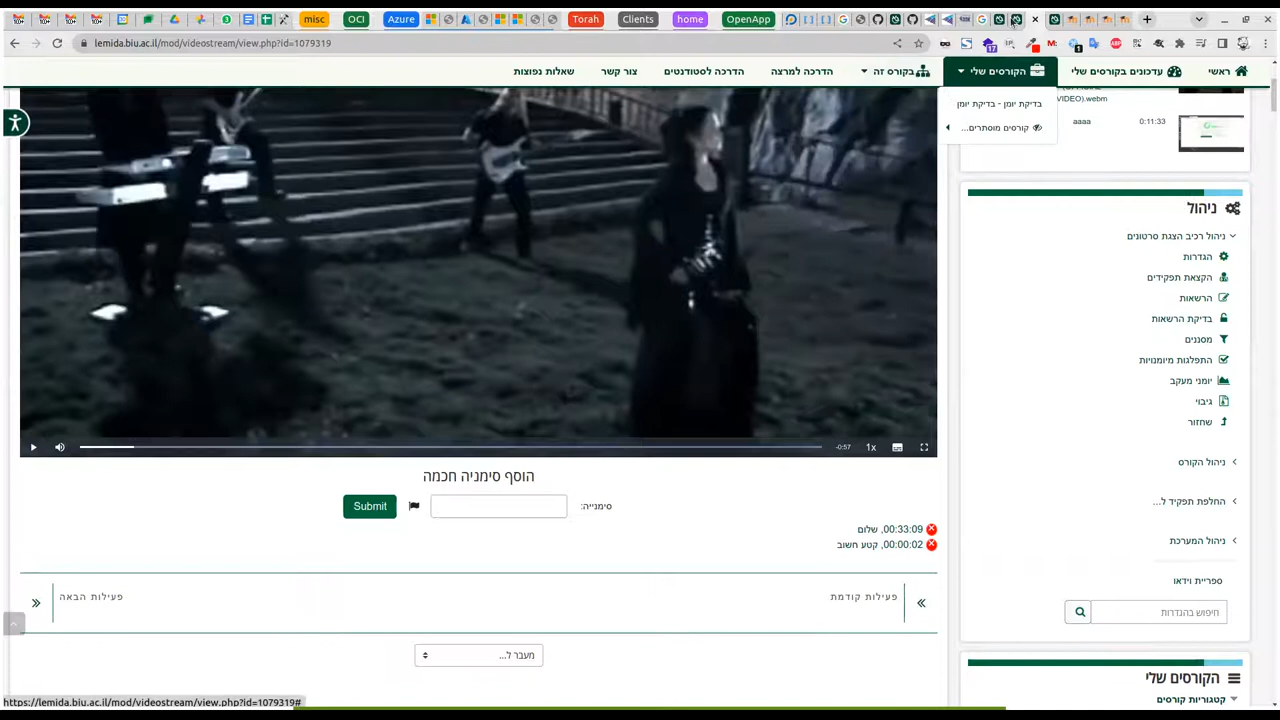 misc
OCI
Azure
Torah
Clients
home
OpenApp
lemida.biu.ac.il/mod/videostream/view.php?id=1079319
17
1
ראשי
עדכונים בקורסים שלי
הקורסים שלי
בקורס זה
הדרכה למרצה
הדרכה לסטודנטים
צור קשר
שאלות נפוצות
בדיקת יומן - בדיקת יומן
קורסים מוסתרים...
VIDEO).webm
aaaa
0:11:33
ניהול
ניהול רכיב הצגת סרטונים
הגדרות
הקצאת תפקידים
הרשאות
בדיקת הרשאות
מסננים
התפלגות מיומנויות
יומני מעקב
גיבוי
שחזור
ניהול הקורס
החלפת תפקיד ל...
ניהול המערכת
ספריית וידאו
חיפוש בהגדרות
הקורסים שלי
קטגוריות קורסים
-0:57
1x
הוסף סימניה חכמה
סימנייה:
Submit
00:33:09, שלום
00:00:02, קטע חשוב
פעילות קודמת
פעילות הבאה
מעבר ל...
https://lemida.biu.ac.il/mod/videostream/view.php?id=1079319#